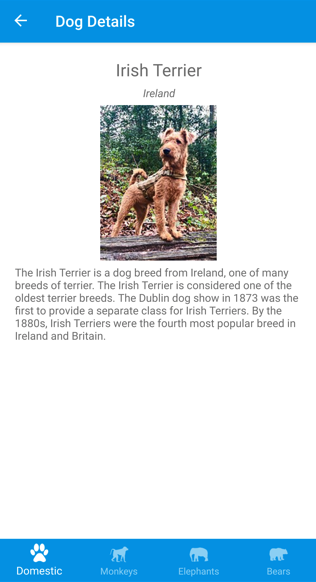 Dog Details
Irish Terrier
Ireland
The Irish Terrier is a dog breed from Ireland, one of many
breeds of terrier. The Irish Terrier is considered one of the
oldest terrier breeds. The Dublin dog show in 1873 was the
first to provide a separate class for Irish Terriers. By the
1880s, Irish Terriers were the fourth most popular breed in
Ireland and Britain.
Domestic
Monkeys
Elephants
Bears